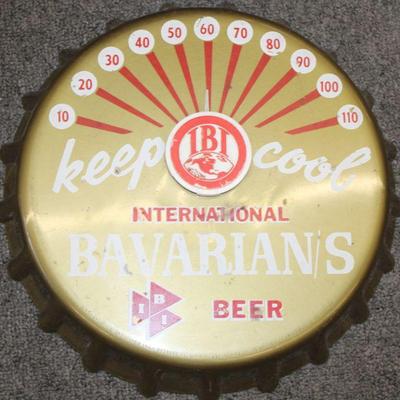 10 20 30 40 50 60 70 80 90 100 110
IBI
keep cool
INTERNATIONAL
BAVARIAN/S
IBI BEER